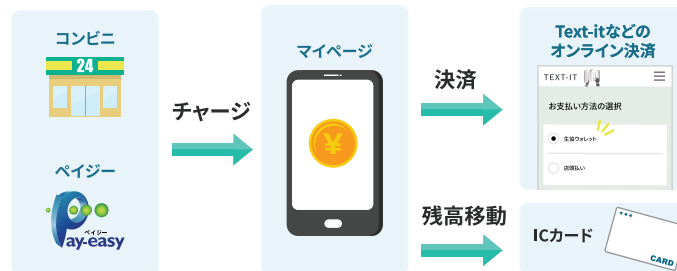 コンビニ
24
ペイジー
ペイジー
Pay-easy
チャージ
マイページ
¥
決済
残高移動
Text-itなどの
オンライン決済
TEXT-IT
お支払い方法の選択
生協ウォレット
店頭払い
ICカード
CARD